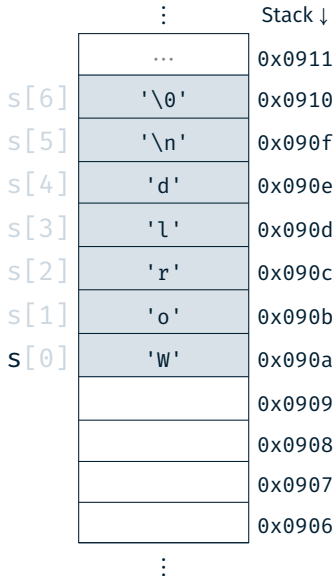 ⋮ Stack ↓
... 0x0911
s[6] '\0' 0x0910
s[5] '\n' 0x090f
s[4] 'd' 0x090e
s[3] 'l' 0x090d
s[2] 'r' 0x090c
s[1] 'o' 0x090b
s[0] 'W' 0x090a
0x0909
0x0908
0x0907
0x0906
⋮